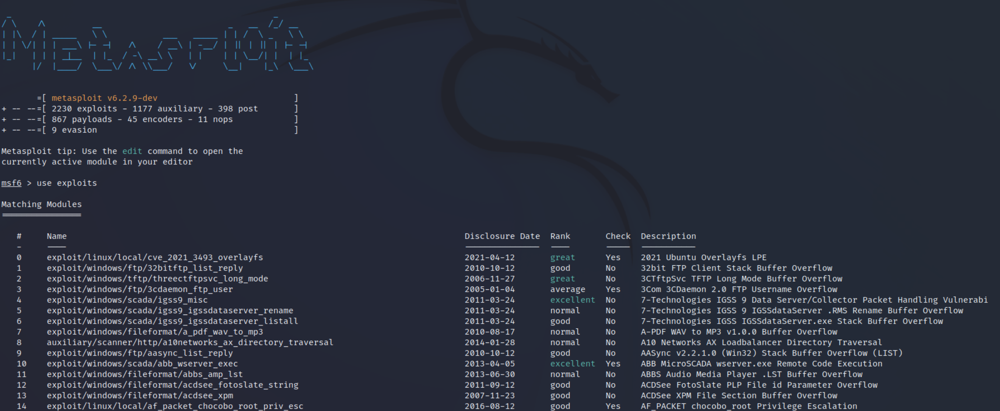 Metasploit
=[ metasploit v6.2.9-dev ]
+ -- --=[ 2230 exploits - 1177 auxiliary - 398 post ]
+ -- --=[ 867 payloads - 45 encoders - 11 nops ]
+ -- --=[ 9 evasion ]
Metasploit tip: Use the edit command to open the
currently active module in your editor
msf6 > use exploits
Matching Modules
================
# Name Disclosure Date Rank Check Description
- ---- --------------- ---- ----- -----------
0 exploit/linux/local/cve_2021_3493_overlayfs 2021-04-12 great Yes 2021 Ubuntu Overlayfs LPE
1 exploit/windows/ftp/32bitftp_list_reply 2010-10-12 good No 32bit FTP Client Stack Buffer Overflow
2 exploit/windows/tftp/threectftpsvc_long_mode 2006-11-27 great No 3CTftpSvc TFTP Long Mode Buffer Overflow
3 exploit/windows/ftp/3cdaemon_ftp_user 2005-01-04 average Yes 3Com 3CDaemon 2.0 FTP Username Overflow
4 exploit/windows/scada/igss9_misc 2011-03-24 excellent No 7-Technologies IGSS 9 Data Server/Collector Packet Handling Vulnerabi
5 exploit/windows/scada/igss9_igssdataserver_rename 2011-03-24 normal No 7-Technologies IGSS 9 IGSSdataServer .RMS Rename Buffer Overflow
6 exploit/windows/scada/igss9_igssdataserver_listall 2011-03-24 good No 7-Technologies IGSS IGSSdataServer.exe Stack Buffer Overflow
7 exploit/windows/fileformat/a_pdf_wav_to_mp3 2010-08-17 normal No A-PDF WAV to MP3 v1.0.0 Buffer Overflow
8 auxiliary/scanner/http/a10networks_ax_directory_traversal 2014-01-28 normal No A10 Networks AX Loadbalancer Directory Traversal
9 exploit/windows/ftp/aasync_list_reply 2010-10-12 good No AASync v2.2.1.0 (Win32) Stack Buffer Overflow (LIST)
10 exploit/windows/scada/abb_wserver_exec 2013-04-05 excellent Yes ABB MicroSCADA wserver.exe Remote Code Execution
11 exploit/windows/fileformat/abbs_amp_lst 2013-06-30 normal No ABBS Audio Media Player .LST Buffer Overflow
12 exploit/windows/fileformat/acdsee_fotoslate_string 2011-09-12 good No ACDSee FotoSlate PLP File id Parameter Overflow
13 exploit/windows/fileformat/acdsee_xpm 2007-11-23 good No ACDSee XPM File Section Buffer Overflow
14 exploit/linux/local/af_packet_chocobo_root_priv_esc 2016-08-12 good Yes AF_PACKET chocobo_root Privilege Escalation